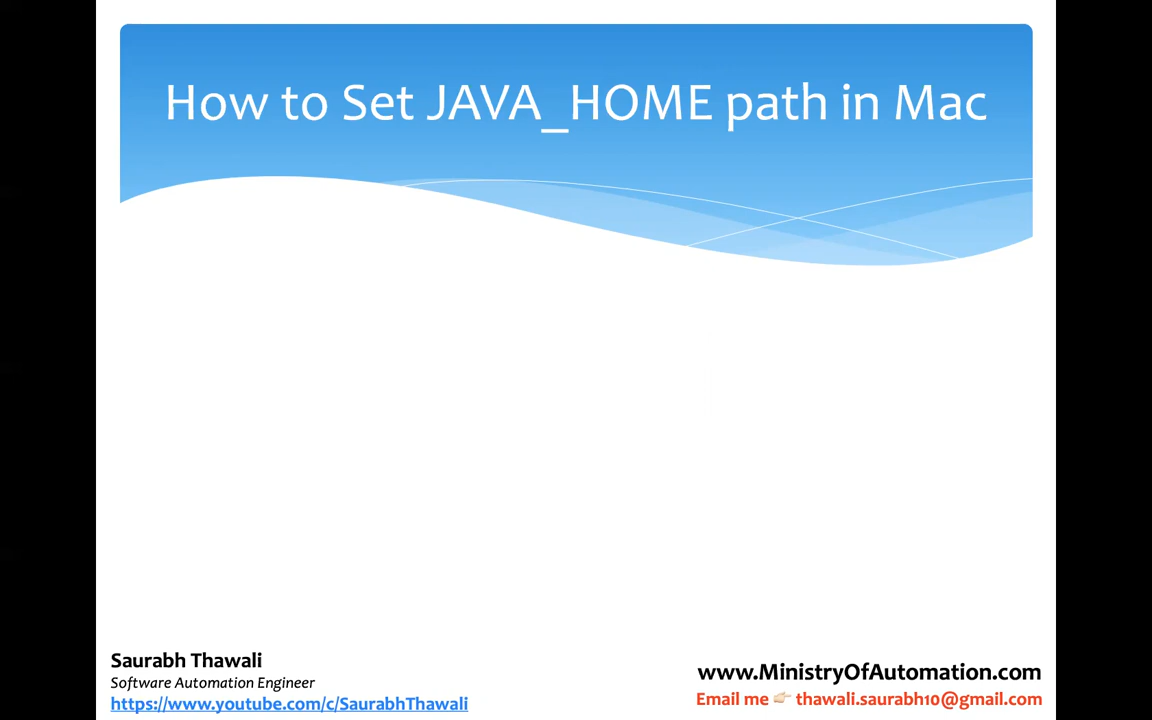 How to Set JAVA_HOME path in Mac
Saurabh Thawali
Software Automation Engineer
https://www.youtube.com/c/SaurabhThawali
www.MinistryOfAutomation.com
Email me 👉🏻 thawali.saurabh10@gmail.com